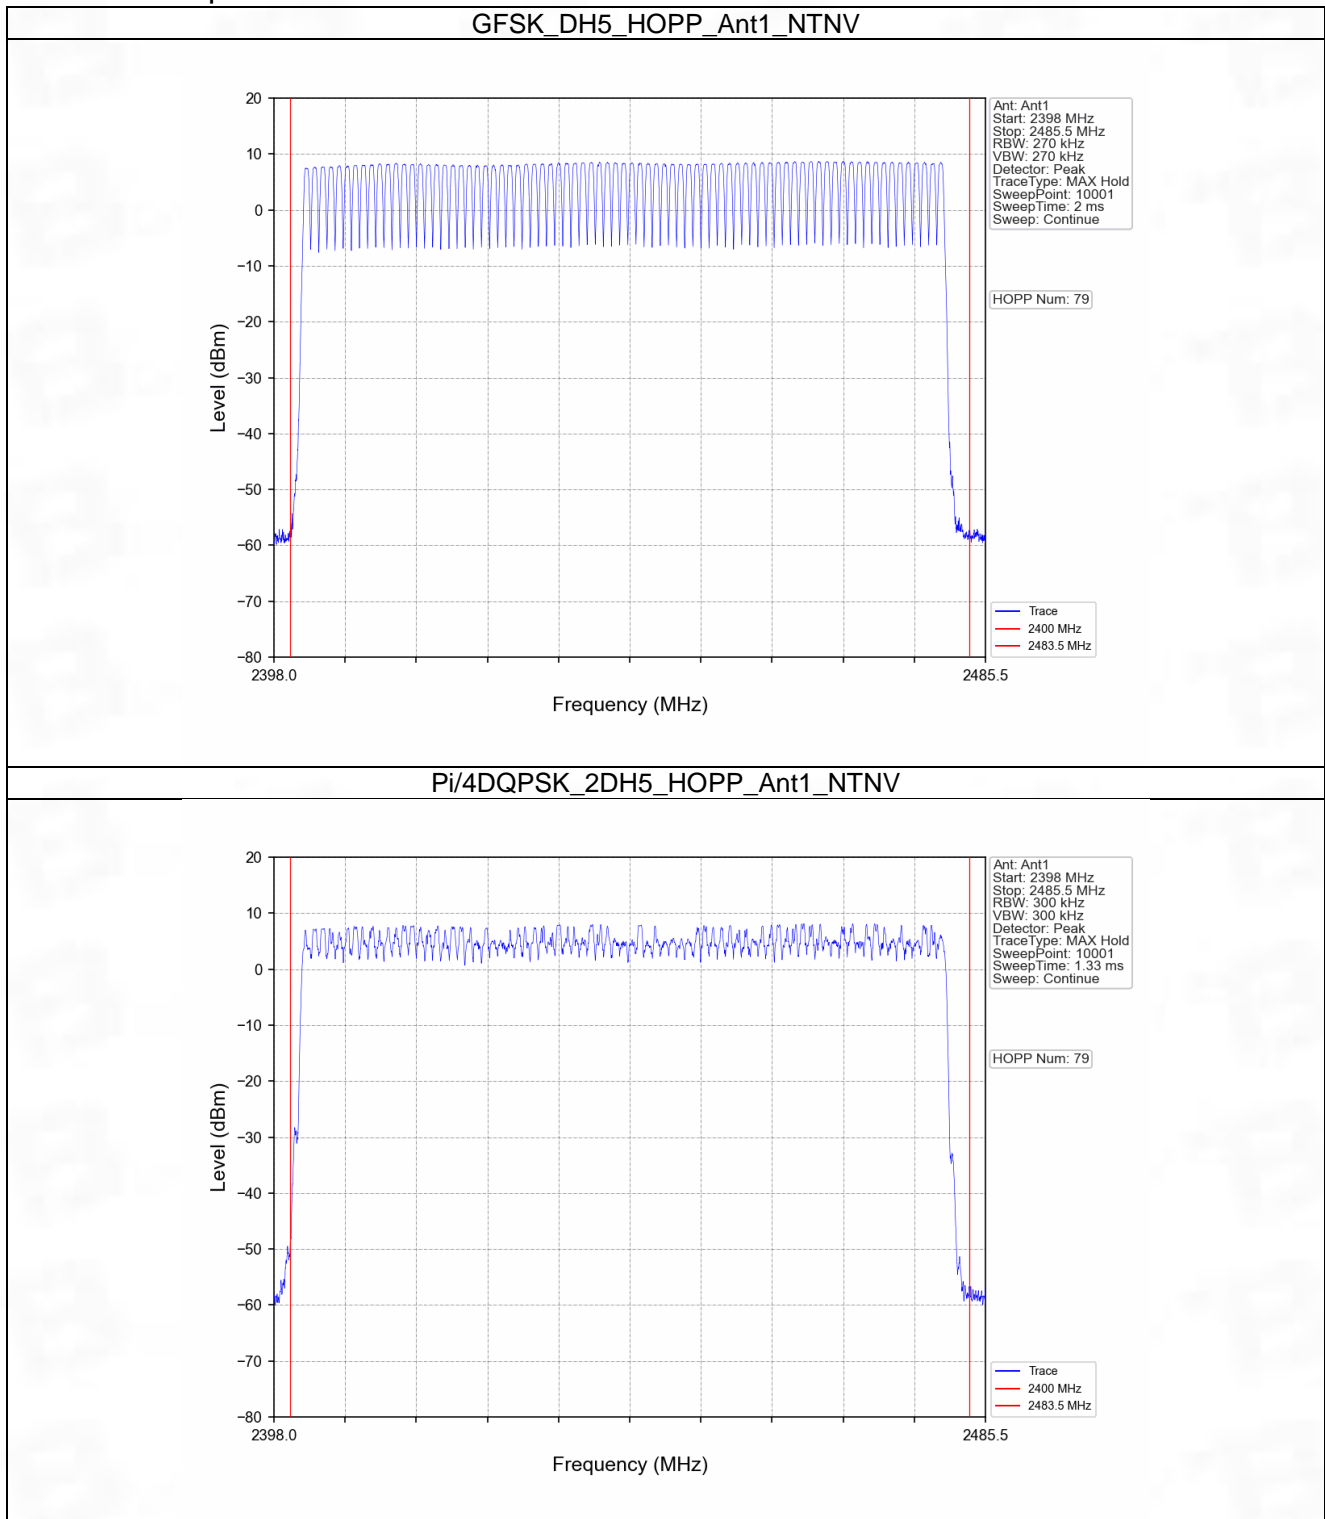 GFSK_DH5_HOPP_Ant1_NTNV
20
10
0
−10
−20
−30
−40
−50
−60
−70
−80
Level (dBm)
2398.0
2485.5
Frequency (MHz)
Ant: Ant1
Start: 2398 MHz
Stop: 2485.5 MHz
RBW: 270 kHz
VBW: 270 kHz
Detector: Peak
TraceType: MAX Hold
SweepPoint: 10001
SweepTime: 2 ms
Sweep: Continue
HOPP Num: 79
Trace
2400 MHz
2483.5 MHz
Pi/4DQPSK_2DH5_HOPP_Ant1_NTNV
20
10
0
−10
−20
−30
−40
−50
−60
−70
−80
Level (dBm)
2398.0
2485.5
Frequency (MHz)
Ant: Ant1
Start: 2398 MHz
Stop: 2485.5 MHz
RBW: 300 kHz
VBW: 300 kHz
Detector: Peak
TraceType: MAX Hold
SweepPoint: 10001
SweepTime: 1.33 ms
Sweep: Continue
HOPP Num: 79
Trace
2400 MHz
2483.5 MHz